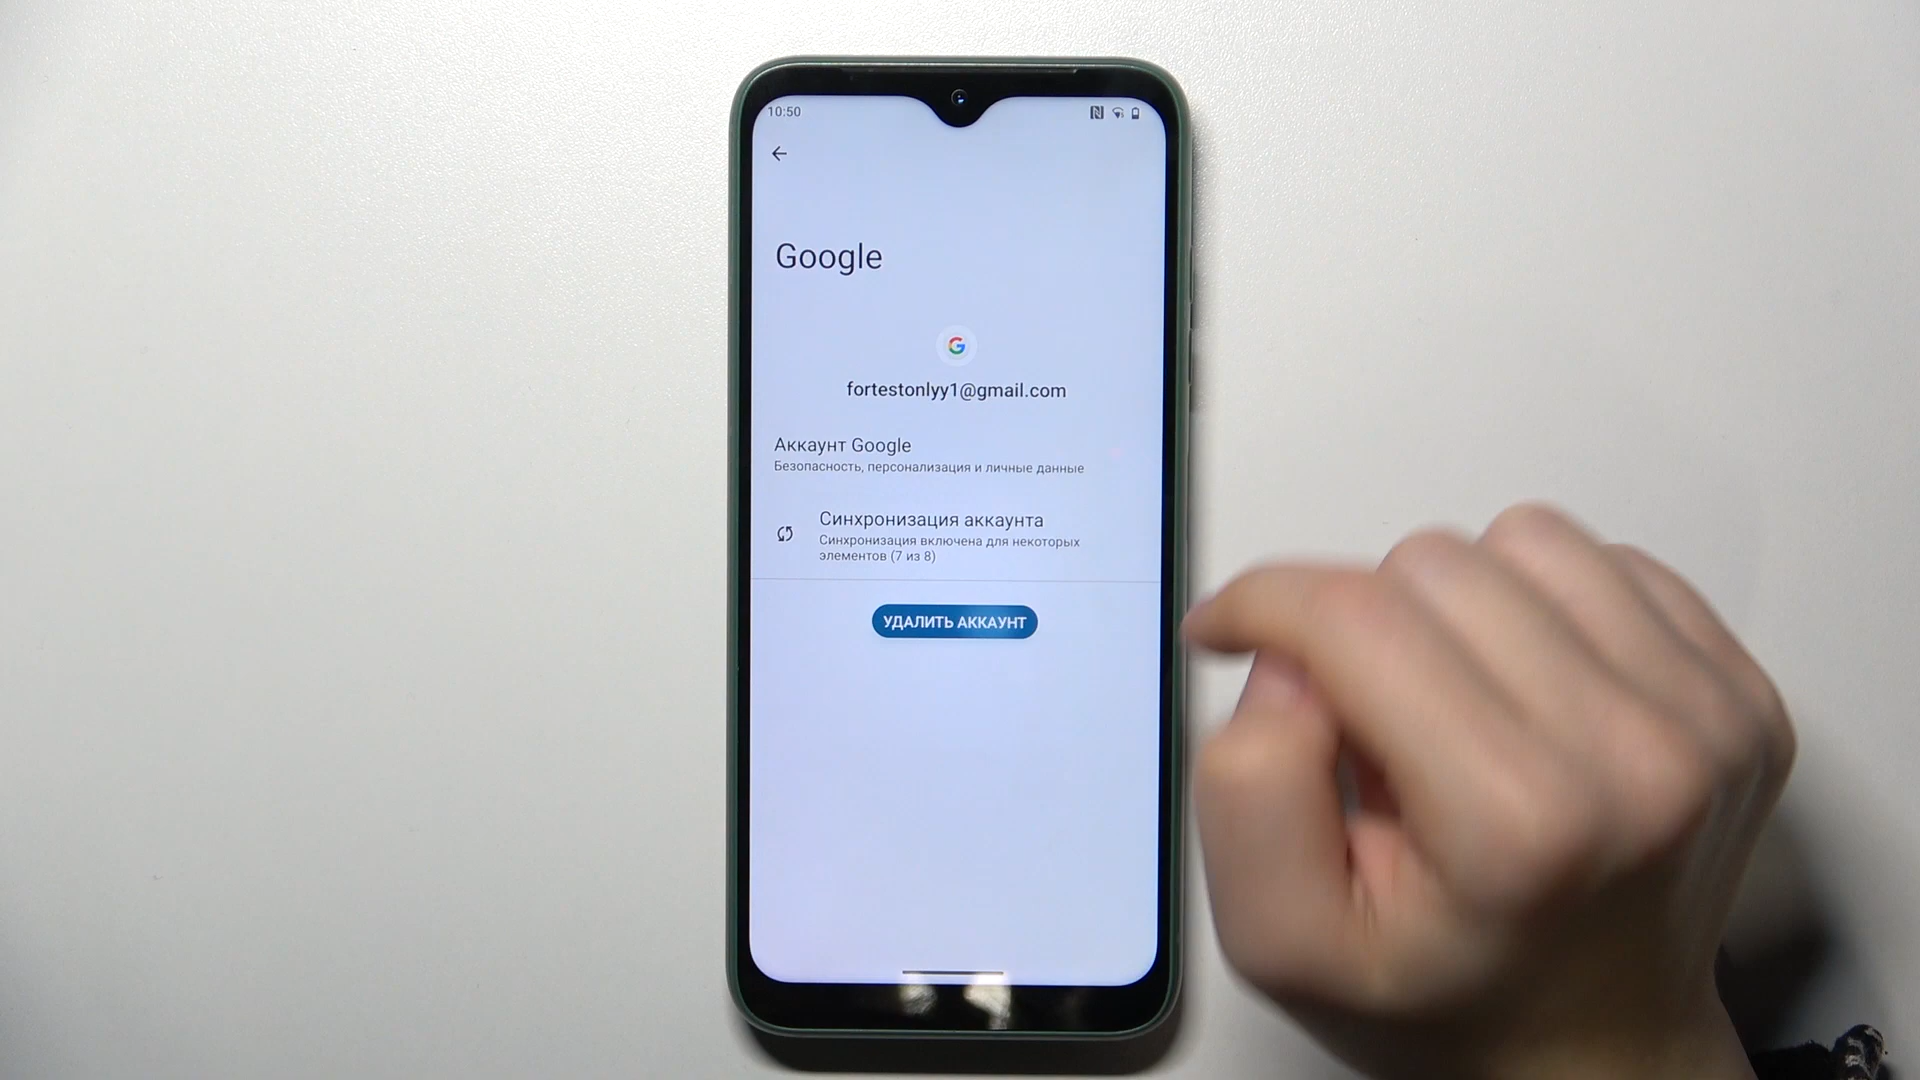 10:50
Google
fortestonlyy1@gmail.com
Аккаунт Google
Безопасность, персонализация и личные данные
Синхронизация аккаунта
Синхронизация включена для некоторых
элементов (7 из 8)
УДАЛИТЬ АККАУНТ